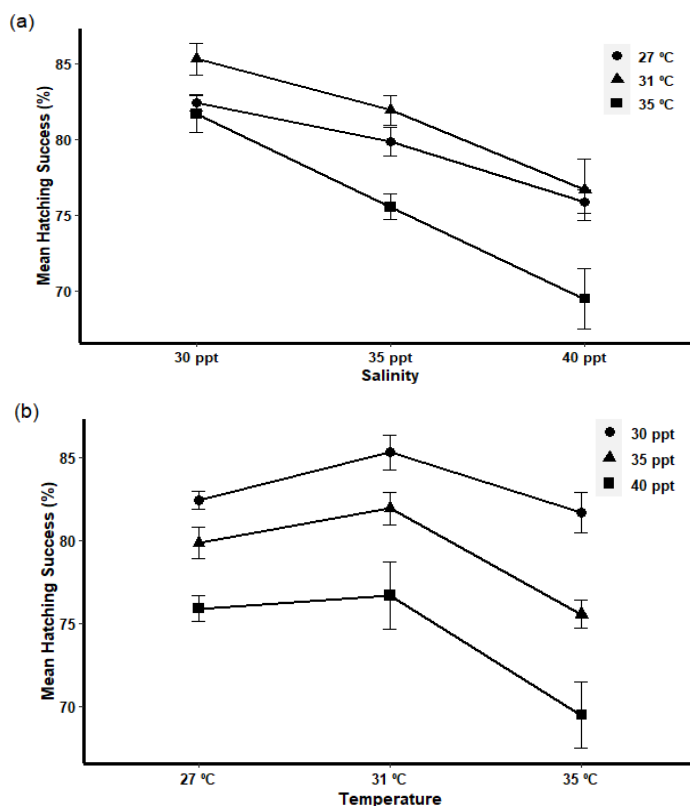 (a)
27 ºC
31 ºC
35 ºC
Mean Hatching Success (%)
85
80
75
70
30 ppt
35 ppt
40 ppt
Salinity
(b)
30 ppt
35 ppt
40 ppt
Mean Hatching Success (%)
85
80
75
70
27 ºC
31 ºC
35 ºC
Temperature